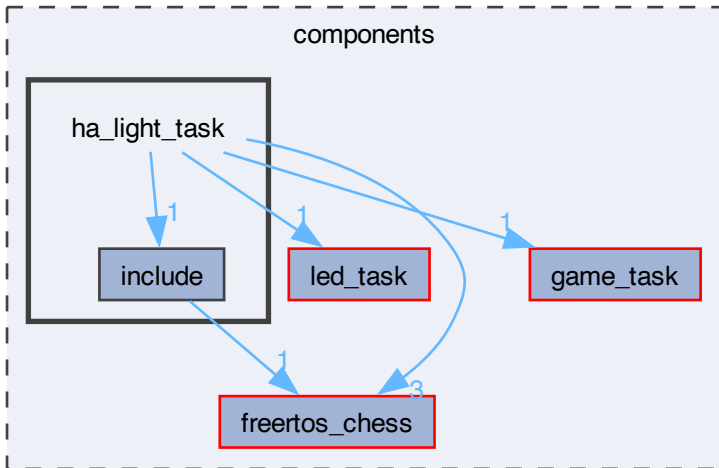 components
ha_light_task
1
1
1
include
led_task
game_task
1
3
freertos_chess